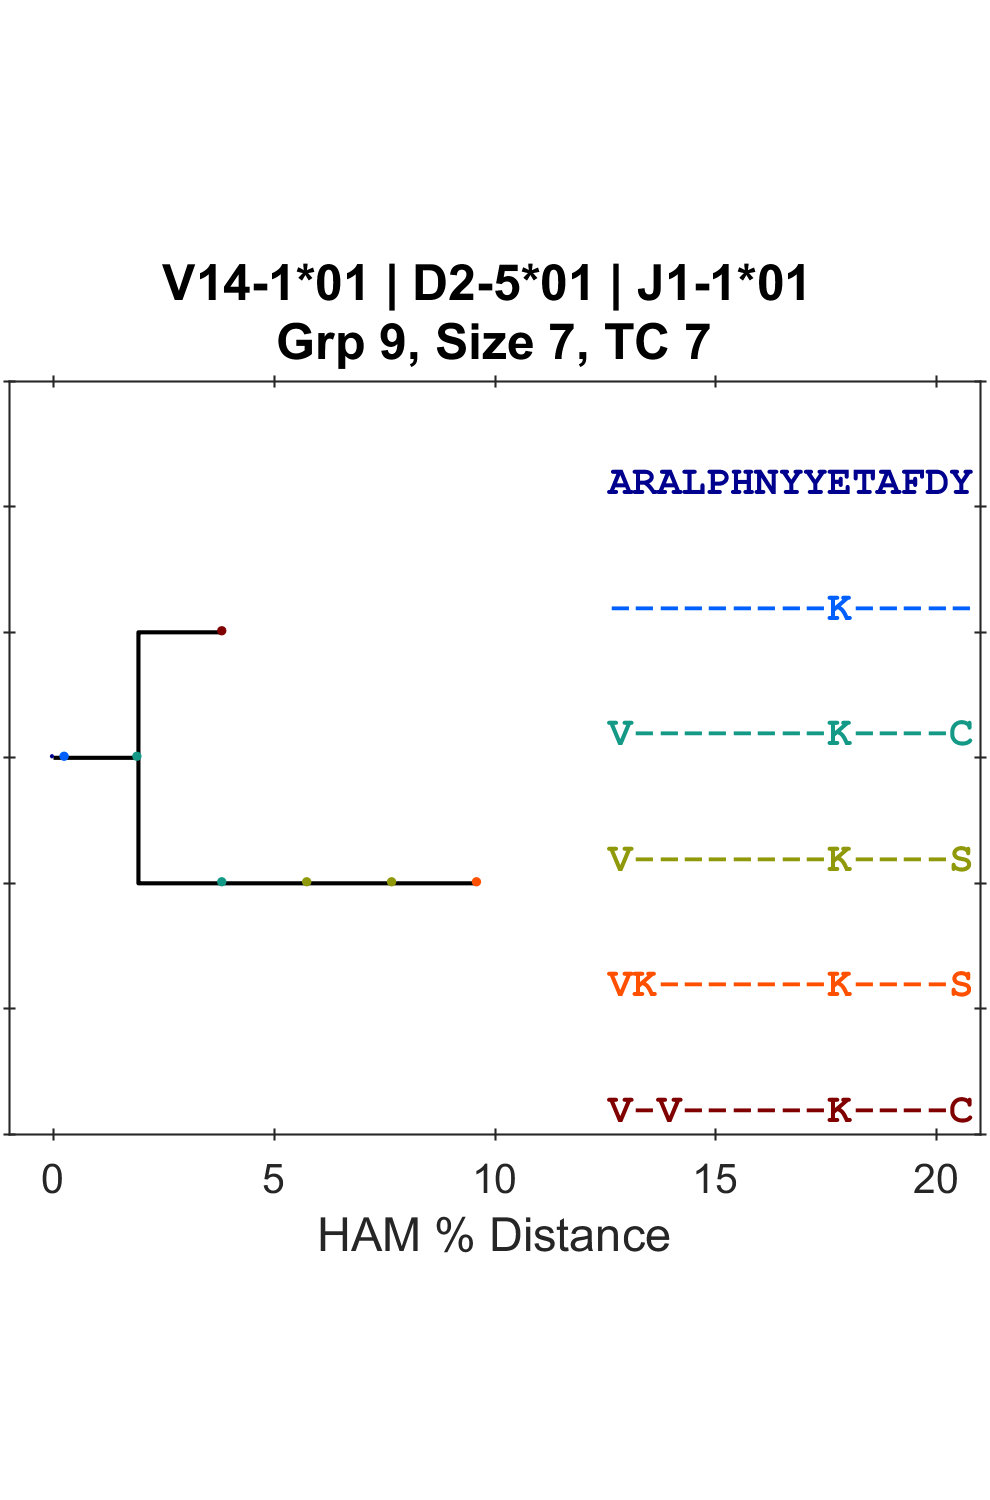 V14-1*01 | D2-5*01 | J1-1*01
Grp 9, Size 7, TC 7
ARALPHNYYETAFDY
---------K-----
V--------K----C
V--------K----S
VK-------K----S
V-V------K----C
0 5 10 15 20
HAM % Distance